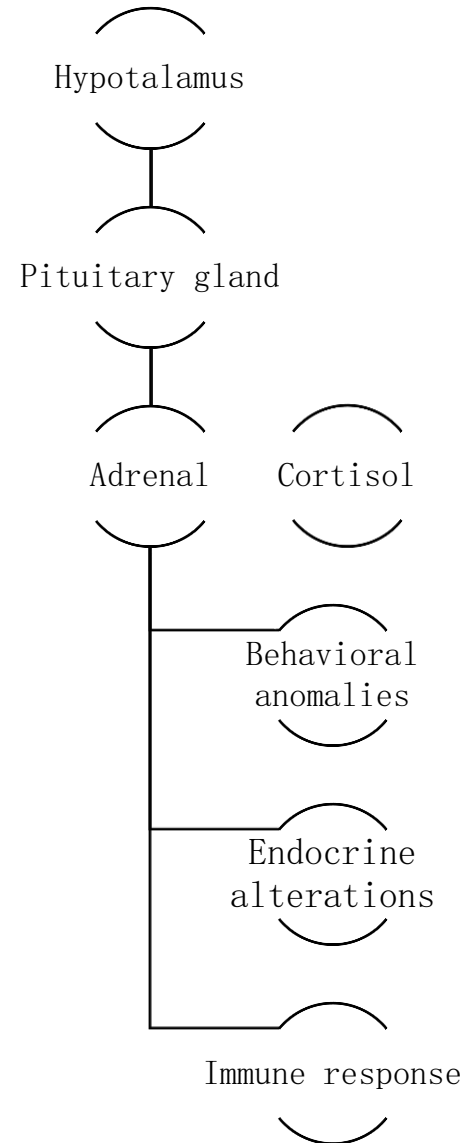 Hypotalamus
Pituitary gland
Adrenal
Cortisol
Behavioral
anomalies
Endocrine
alterations
Immune response